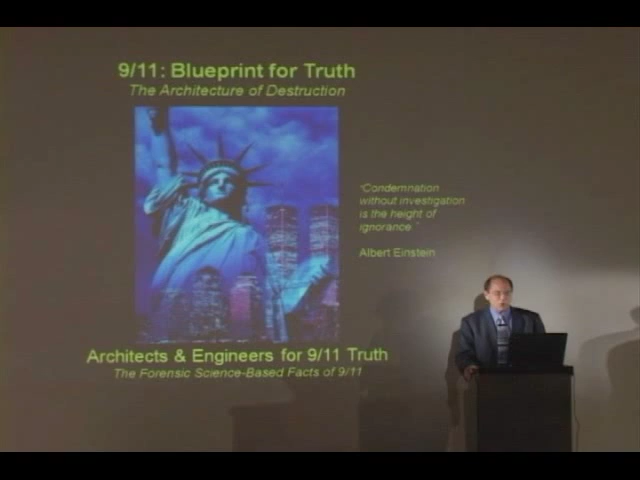 9/11: Blueprint for Truth
The Architecture of Destruction
"Condemnation
without investigation
is the height of
ignorance "
Albert Einstein
Architects & Engineers for 9/11 Truth
The Forensic Science-Based Facts of 9/11